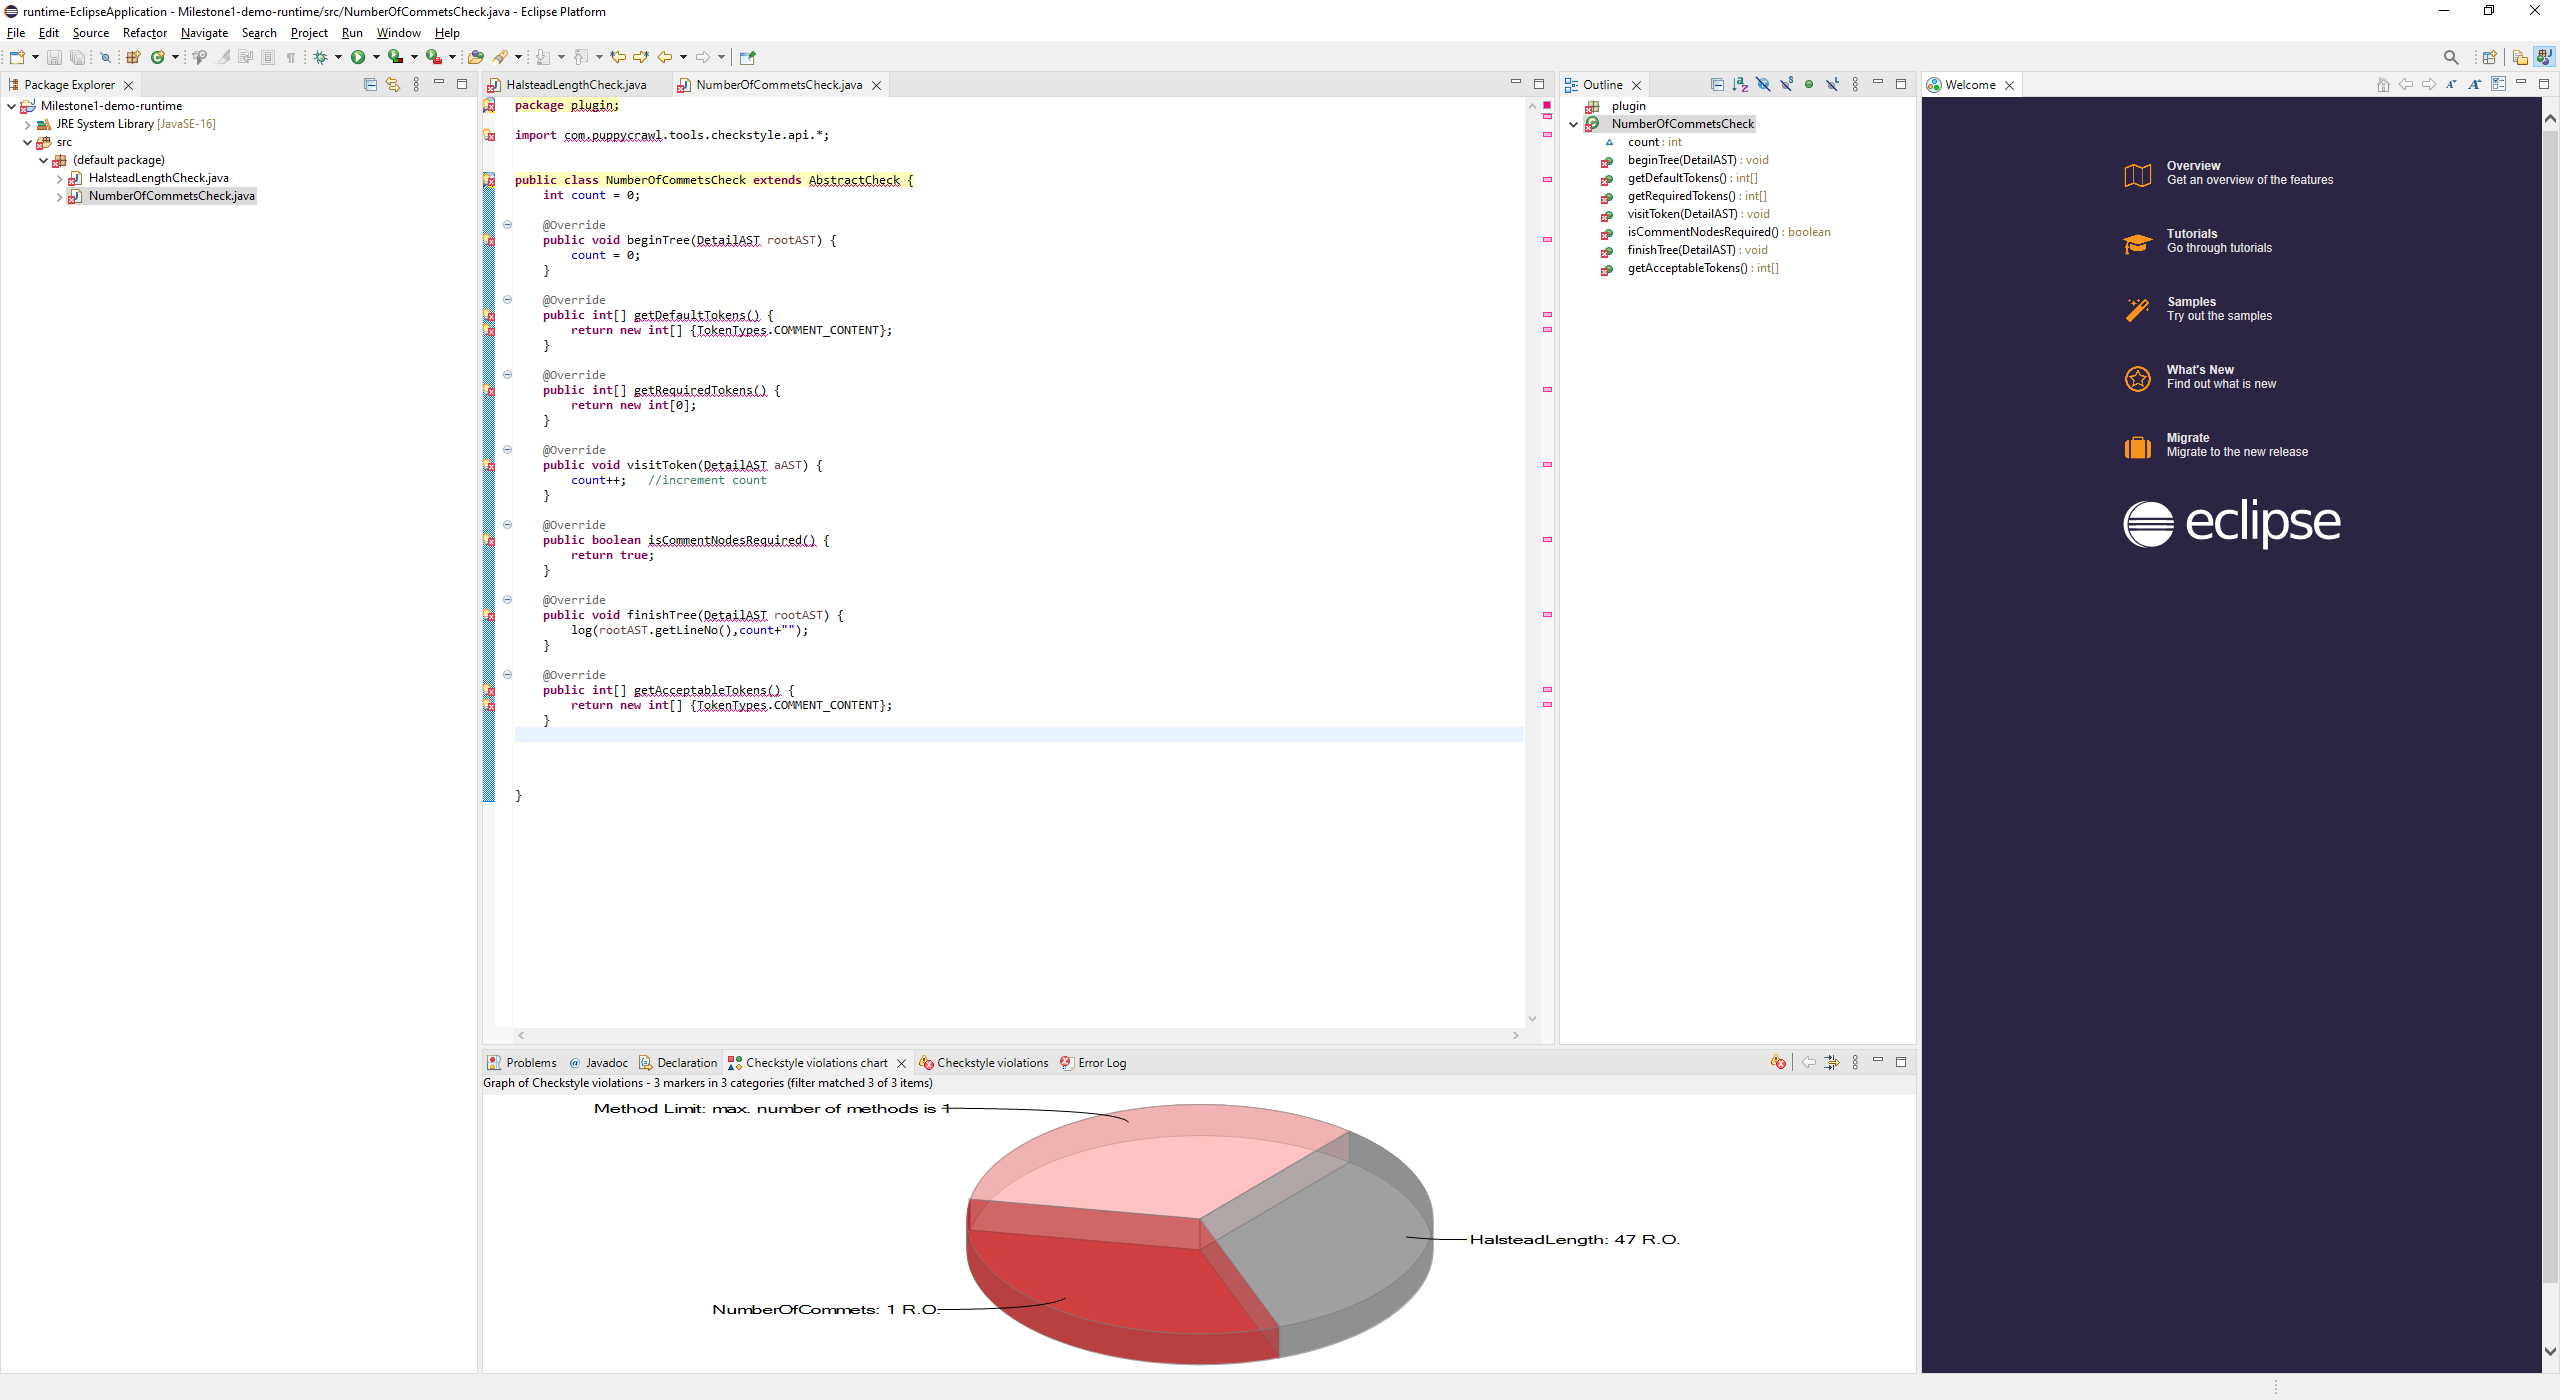 runtime-EclipseApplication - Milestone1-demo-runtime/src/NumberOfCommetsCheck.java - Eclipse Platform
File Edit Source Refactor Navigate Search Project Run Window Help
Package Explorer
Milestone1-demo-runtime
JRE System Library [JavaSE-16]
src
(default package)
HalsteadLengthCheck.java
NumberOfCommetsCheck.java
HalsteadLengthCheck.java NumberOfCommetsCheck.java
package plugin;
import com.puppycrawl.tools.checkstyle.api.*;
public class NumberOfCommetsCheck extends AbstractCheck {
int count = 0;
@Override
public void beginTree(DetailAST rootAST) {
count = 0;
}
@Override
public int[] getDefaultTokens() {
return new int[] {TokenTypes.COMMENT_CONTENT};
}
@Override
public int[] getRequiredTokens() {
return new int[0];
}
@Override
public void visitToken(DetailAST aAST) {
count++;   //increment count
}
@Override
public boolean isCommentNodesRequired() {
return true;
}
@Override
public void finishTree(DetailAST rootAST) {
log(rootAST.getLineNo(),count+"");
}
@Override
public int[] getAcceptableTokens() {
return new int[] {TokenTypes.COMMENT_CONTENT};
}
}
Outline
plugin
NumberOfCommetsCheck
count : int
beginTree(DetailAST) : void
getDefaultTokens() : int[]
getRequiredTokens() : int[]
visitToken(DetailAST) : void
isCommentNodesRequired() : boolean
finishTree(DetailAST) : void
getAcceptableTokens() : int[]
Welcome
Overview
Get an overview of the features
Tutorials
Go through tutorials
Samples
Try out the samples
What's New
Find out what is new
Migrate
Migrate to the new release
eclipse
Problems @ Javadoc Declaration Checkstyle violations chart Checkstyle violations Error Log
Graph of Checkstyle violations - 3 markers in 3 categories (filter matched 3 of 3 items)
Method Limit: max. number of methods is 1
HalsteadLength: 47 R.O.
NumberOfCommets: 1 R.O.